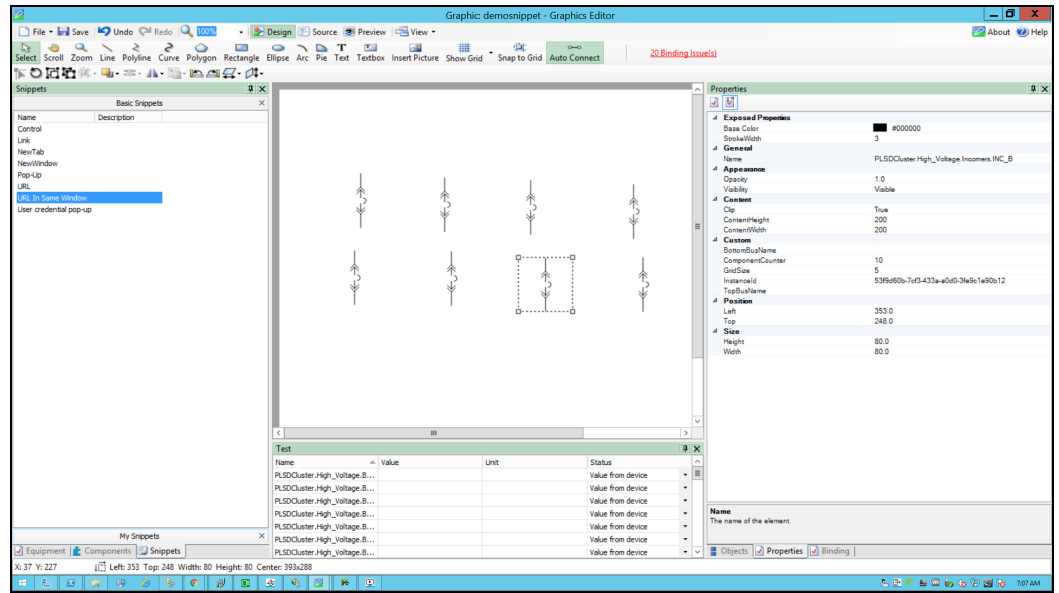 Graphic: demosnippet - Graphics Editor
File Save Undo Redo 100% Design Source Preview View About Help
Select Scroll Zoom Line Polyline Curve Polygon Rectangle Ellipse Arc Pie Text Textbox Insert Picture Show Grid Snap to Grid Auto Connect 20 Binding Issue(s)
Snippets
Basic Snippets
Name Description
Control
Link
NewTab
NewWindow
Pop-Up
URL
URL In Same Window
User credential pop-up
My Snippets
Equipment Components Snippets
Test
Name Value Unit Status
PLSDCluster.High_Voltage.B... Value from device
PLSDCluster.High_Voltage.B... Value from device
PLSDCluster.High_Voltage.B... Value from device
PLSDCluster.High_Voltage.B... Value from device
PLSDCluster.High_Voltage.B... Value from device
PLSDCluster.High_Voltage.B... Value from device
PLSDCluster.High_Voltage.B... Value from device
Properties
Exposed Properties
Base Color #000000
StrokeWidth 3
General
Name PLSDCluster.High_Voltage.Incomers.INC_B
Appearance
Opacity 1.0
Visibility Visible
Content
Clip True
ContentHeight 200
ContentWidth 200
Custom
BottomBusName
ComponentCounter 10
GridSize 5
InstanceId 53f9d60b-7cf3-433a-a0d0-3fe9c1e90b12
TopBusName
Position
Left 353.0
Top 248.0
Size
Height 80.0
Width 80.0
Name
The name of the element.
Objects Properties Binding
X: 37 Y: 227 Left: 353 Top: 248 Width: 80 Height: 80 Center: 393x288
7:07 AM